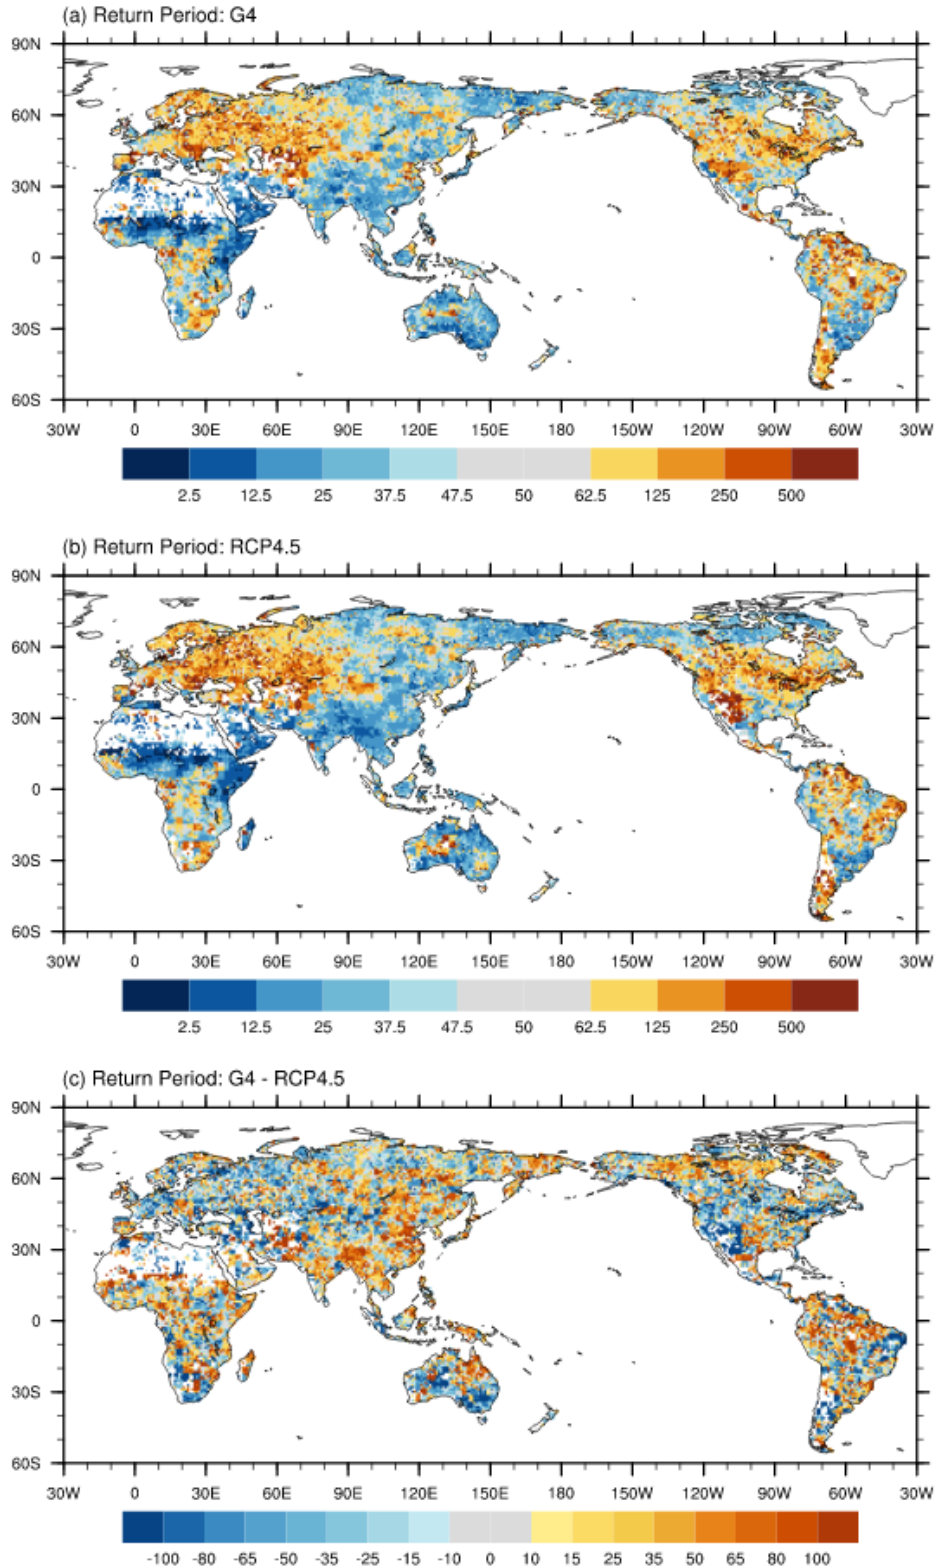 (a) Return Period: G4
90N
60N
30N
0
30S
60S
30W 0 30E 60E 90E 120E 150E 180 150W 120W 90W 60W 30W
2.5 12.5 25 37.5 47.5 50 62.5 125 250 500
(b) Return Period: RCP4.5
90N
60N
30N
0
30S
60S
30W 0 30E 60E 90E 120E 150E 180 150W 120W 90W 60W 30W
2.5 12.5 25 37.5 47.5 50 62.5 125 250 500
(c) Return Period: G4 - RCP4.5
90N
60N
30N
0
30S
60S
30W 0 30E 60E 90E 120E 150E 180 150W 120W 90W 60W 30W
-100 -80 -65 -50 -35 -25 -15 -10 0 10 15 25 35 50 65 80 100